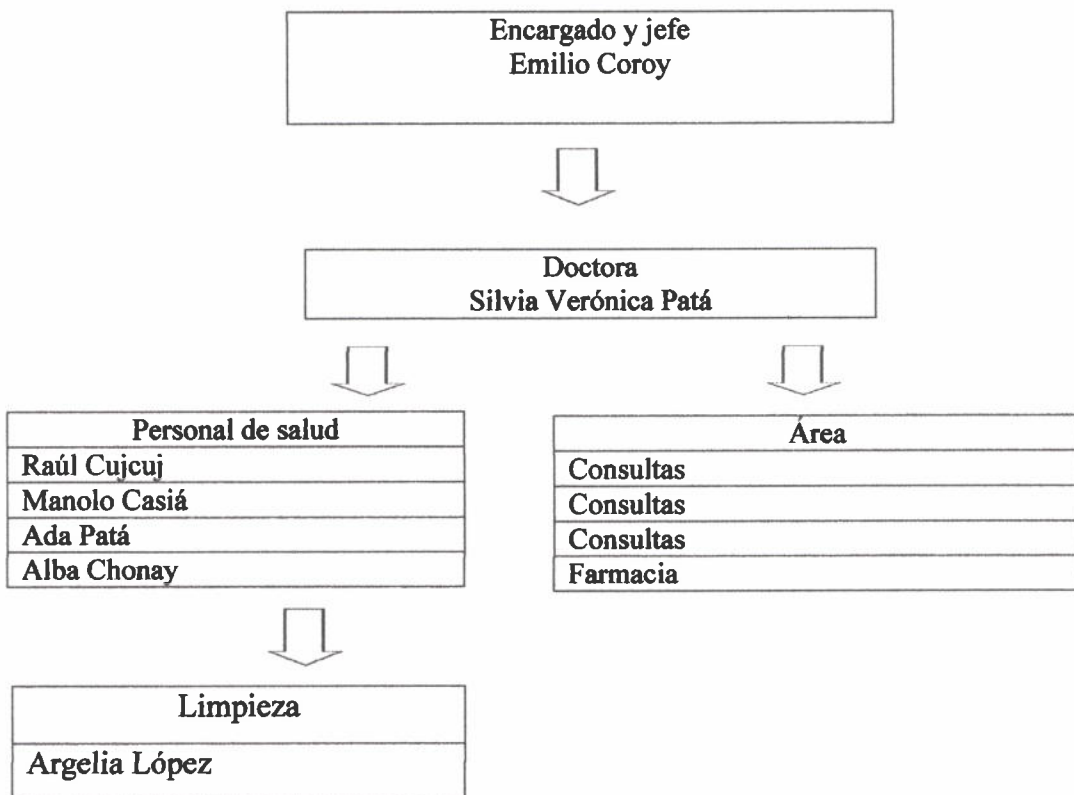 Encargado y jefe
Emilio Coroy
Doctora
Silvia Verónica Patá
Personal de salud
Raúl Cujcuj
Manolo Casiá
Ada Patá
Alba Chonay
Área
Consultas
Consultas
Consultas
Farmacia
Limpieza
Argelia López